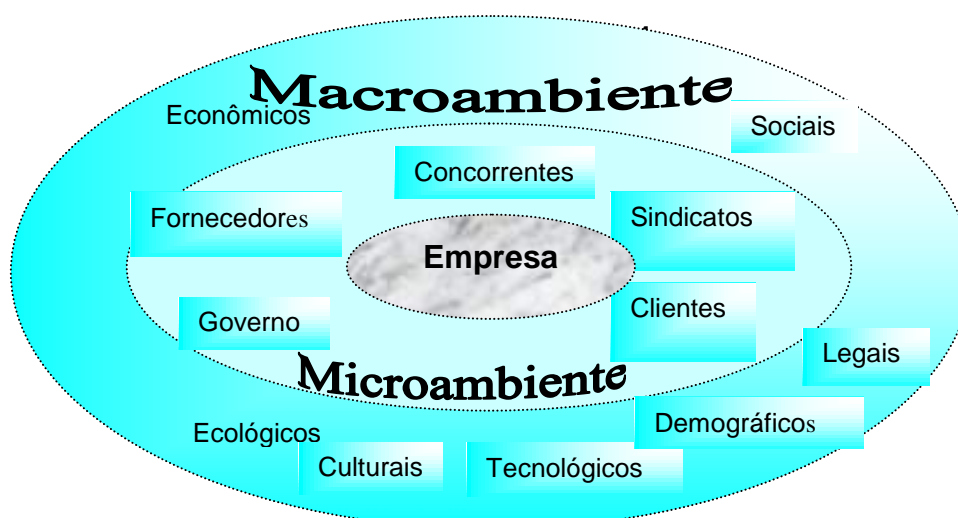 Macroambiente
Econômicos
Sociais
Concorrentes
Fornecedores
Sindicatos
Empresa
Governo
Clientes
Legais
Microambiente
Demográficos
Ecológicos
Culturais
Tecnológicos